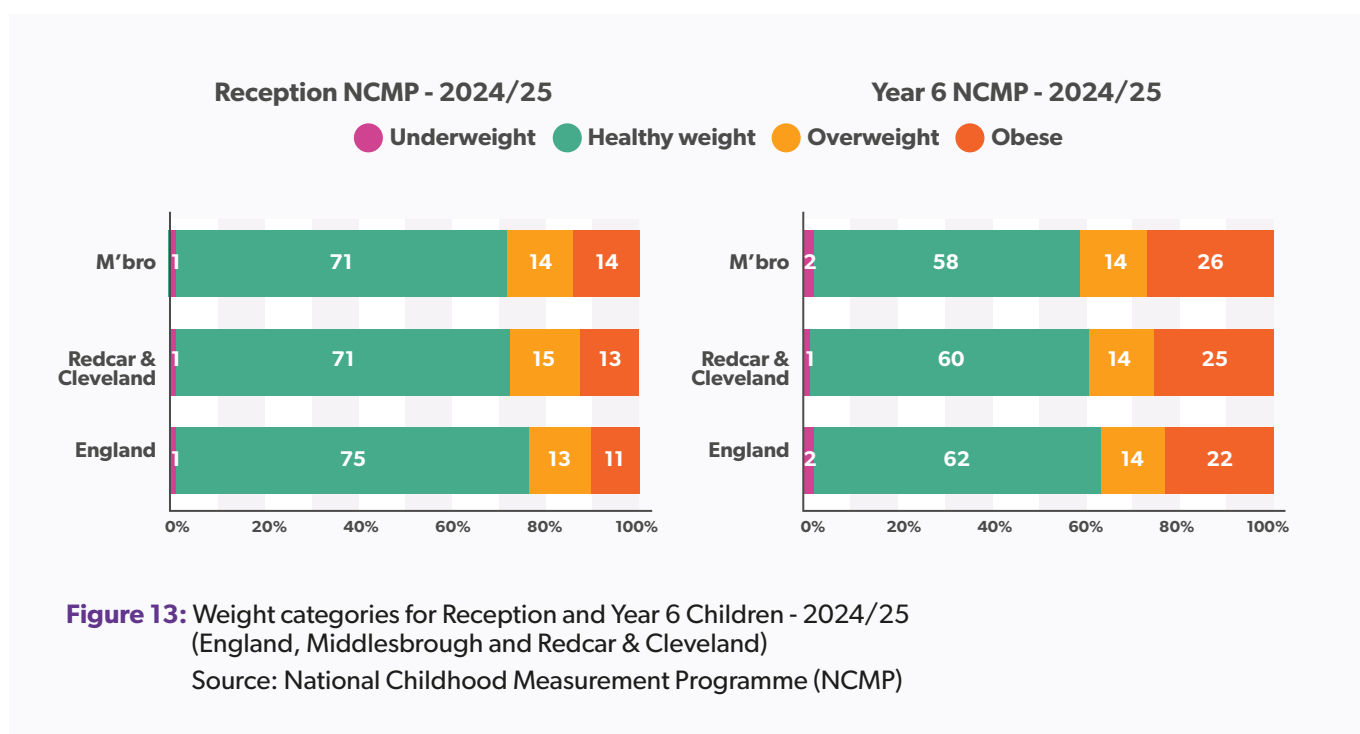 Reception NCMP - 2024/25
Year 6 NCMP - 2024/25
Underweight
Healthy weight
Overweight
Obese
M’bro
1
71
14
14
Redcar &
Cleveland
1
71
15
13
England
1
75
13
11
0%
20%
40%
60%
80%
100%
M’bro
2
58
14
26
Redcar &
Cleveland
1
60
14
25
England
2
62
14
22
0%
20%
40%
60%
80%
100%
Figure 13: Weight categories for Reception and Year 6 Children - 2024/25
(England, Middlesbrough and Redcar & Cleveland)
Source: National Childhood Measurement Programme (NCMP)